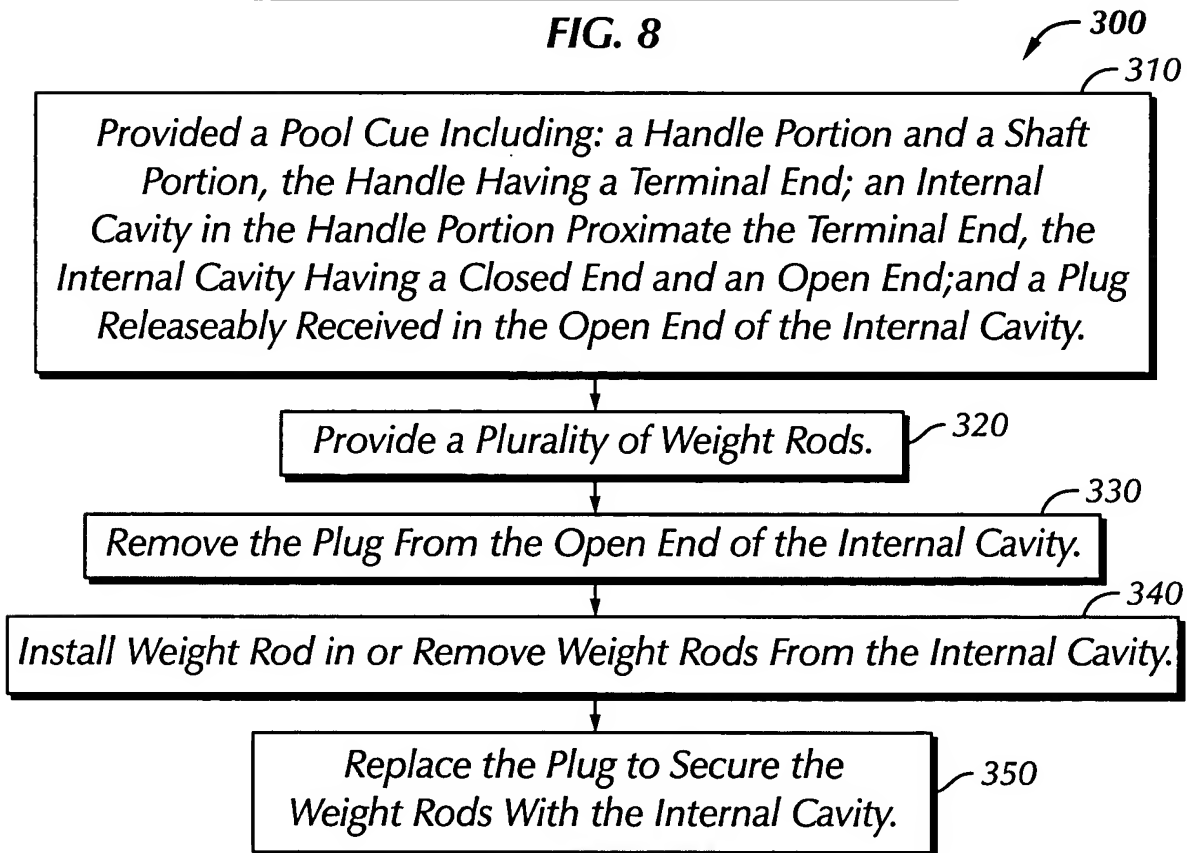 FIG. 8
300
310
Provided a Pool Cue Including: a Handle Portion and a Shaft
Portion, the Handle Having a Terminal End; an Internal
Cavity in the Handle Portion Proximate the Terminal End, the
Internal Cavity Having a Closed End and an Open End;and a Plug
Releaseably Received in the Open End of the Internal Cavity.
Provide a Plurality of Weight Rods.
320
330
Remove the Plug From the Open End of the Internal Cavity.
340
Install Weight Rod in or Remove Weight Rods From the Internal Cavity.
Replace the Plug to Secure the
Weight Rods With the Internal Cavity.
350